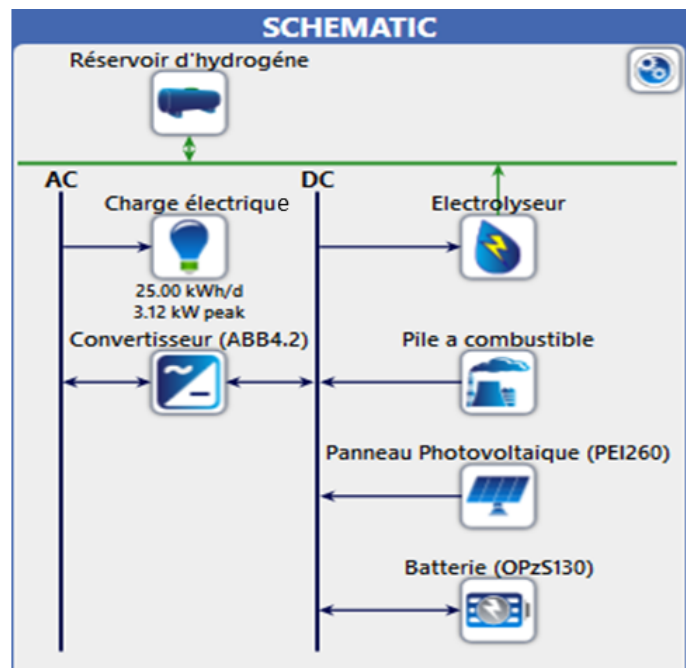 SCHEMATIC
Réservoir d'hydrogéne
AC
DC
Charge électrique
Electrolyseur
25.00 kWh/d
3.12 kW peak
Convertisseur (ABB4.2)
Pile a combustible
Panneau Photovoltaique (PEI260)
Batterie (OPzS130)